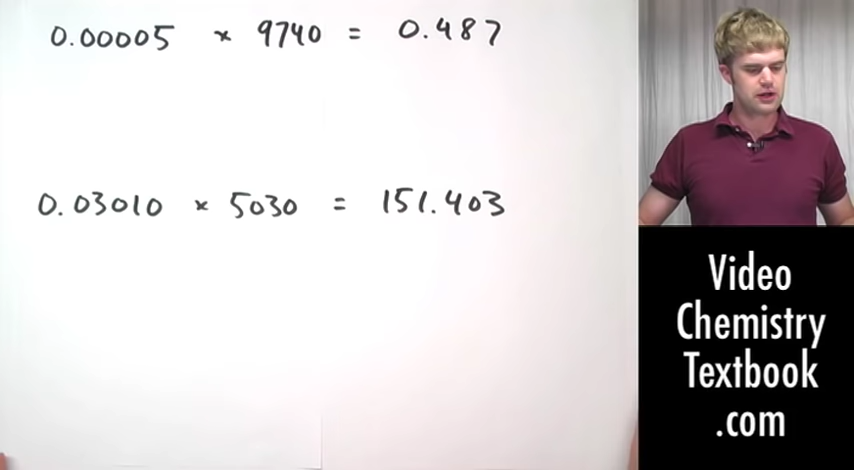 0.00005 × 9740 = 0.487
0.03010 × 5030 = 151.403
Video
Chemistry
Textbook
.com